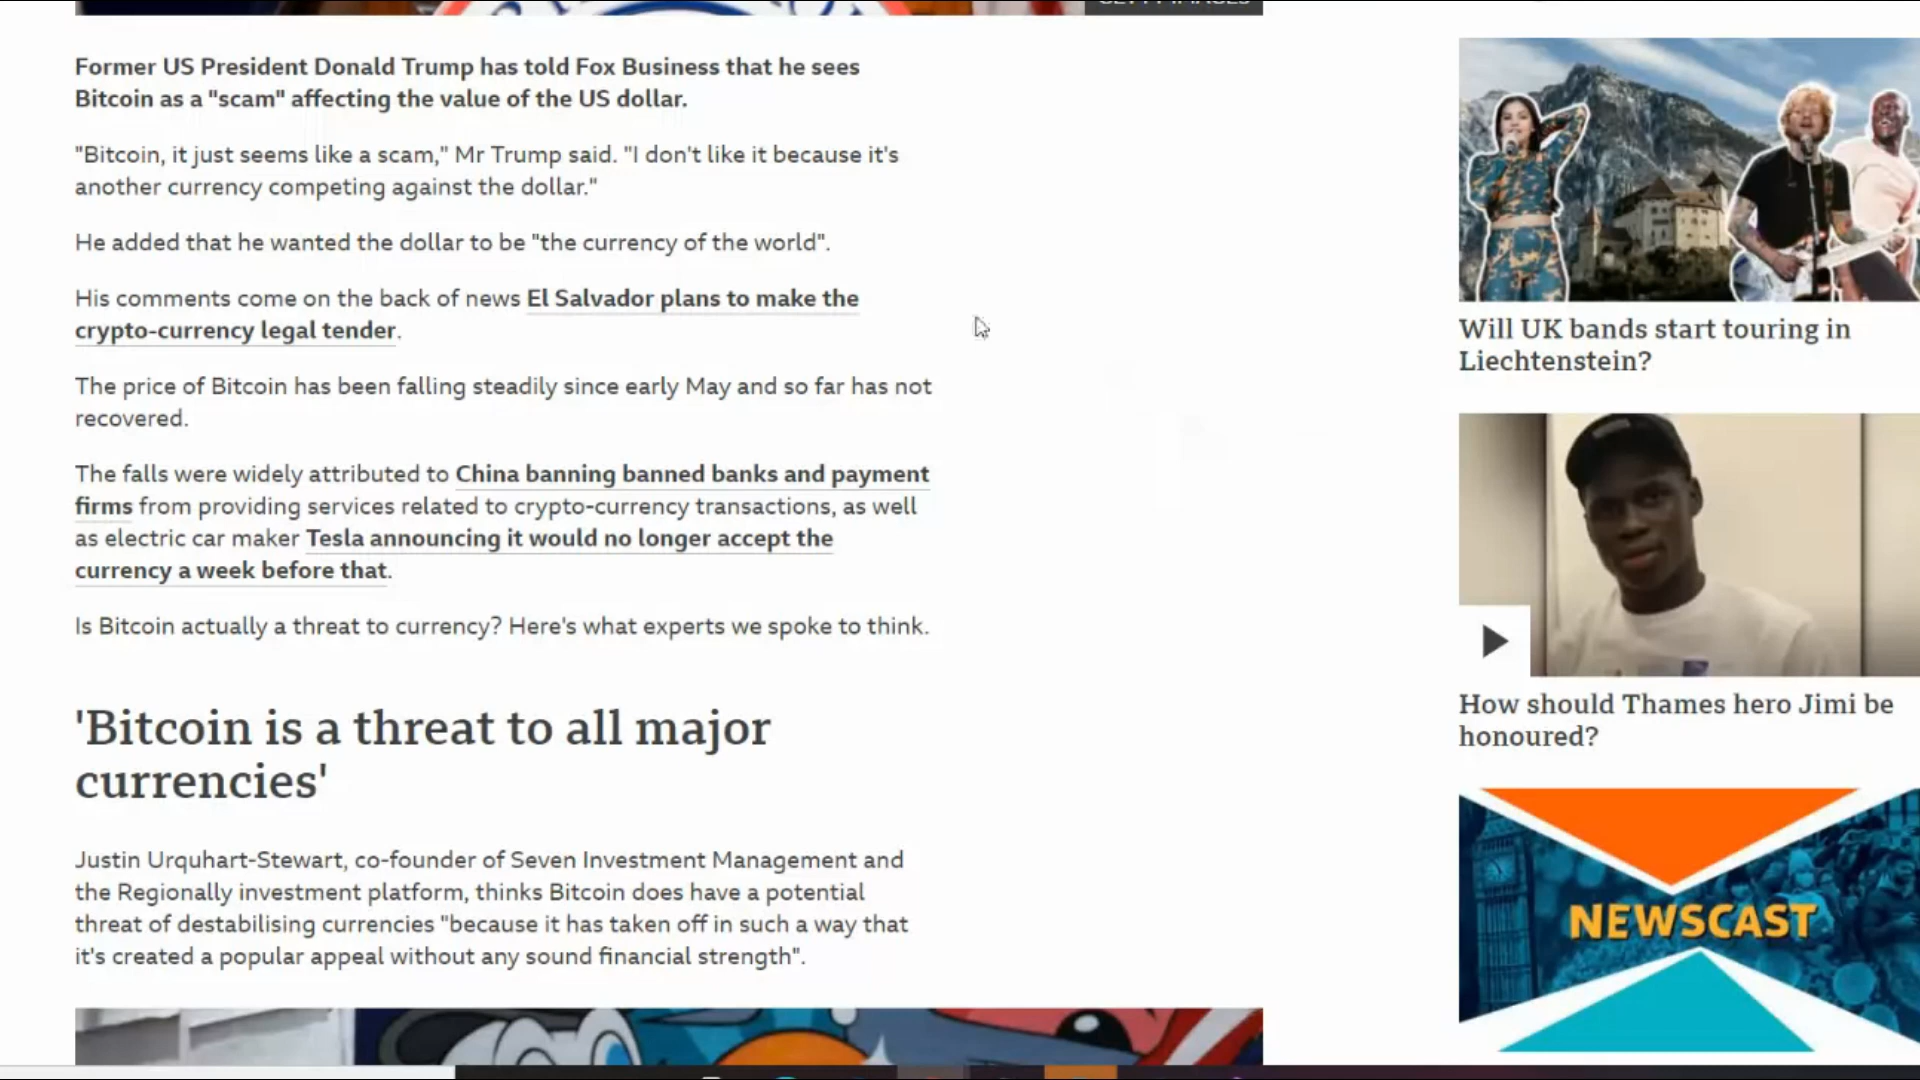 Former US President Donald Trump has told Fox Business that he sees
Bitcoin as a "scam" affecting the value of the US dollar.
"Bitcoin, it just seems like a scam," Mr Trump said. "I don't like it because it's
another currency competing against the dollar."
He added that he wanted the dollar to be "the currency of the world".
His comments come on the back of news El Salvador plans to make the
crypto-currency legal tender.
The price of Bitcoin has been falling steadily since early May and so far has not
recovered.
The falls were widely attributed to China banning banned banks and payment
firms from providing services related to crypto-currency transactions, as well
as electric car maker Tesla announcing it would no longer accept the
currency a week before that.
Is Bitcoin actually a threat to currency? Here's what experts we spoke to think.
'Bitcoin is a threat to all major
currencies'
Justin Urquhart-Stewart, co-founder of Seven Investment Management and
the Regionally investment platform, thinks Bitcoin does have a potential
threat of destabilising currencies "because it has taken off in such a way that
it's created a popular appeal without any sound financial strength".
Will UK bands start touring in
Liechtenstein?
How should Thames hero Jimi be
honoured?
NEWSCAST